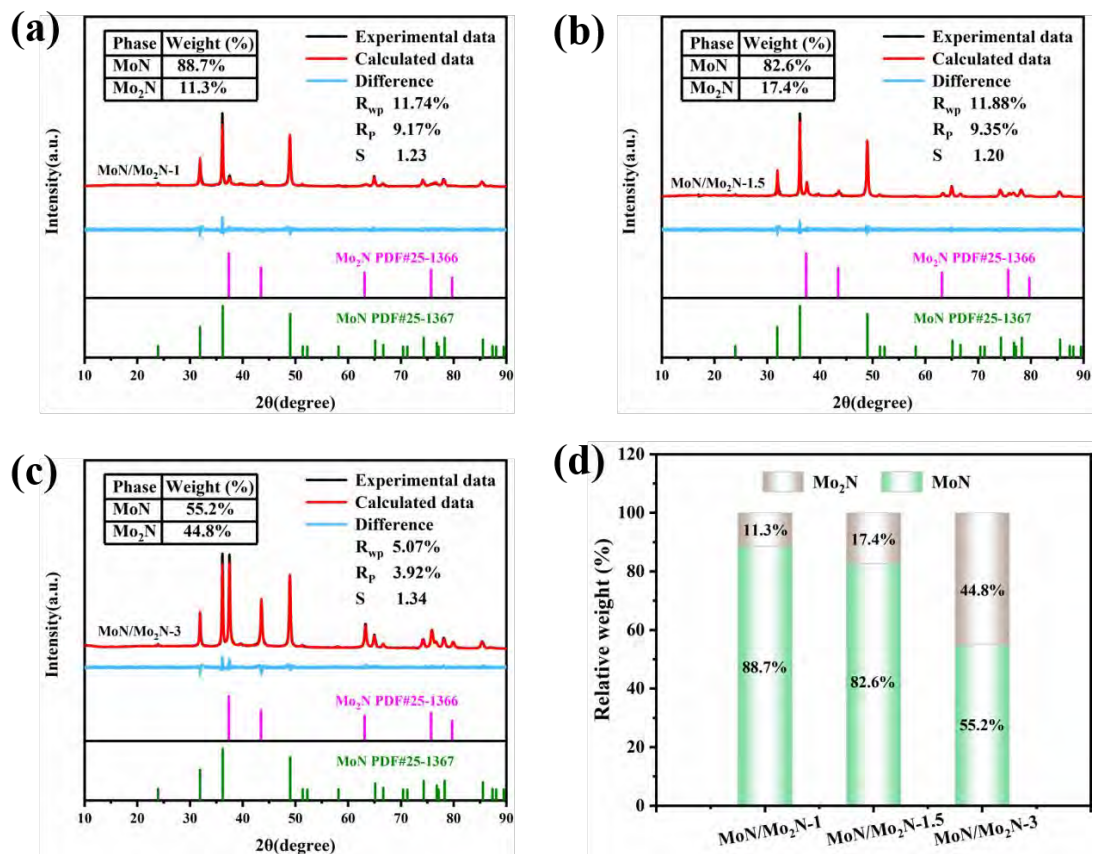 (a)
Phase Weight (%)
MoN 88.7%
Mo₂N 11.3%
Experimental data
Calculated data
Difference
Rwp 11.74%
RP 9.17%
S 1.23
MoN/Mo₂N-1
Mo₂N PDF#25-1366
MoN PDF#25-1367
Intensity(a.u.)
10 20 30 40 50 60 70 80 90
2θ(degree)
(b)
Phase Weight (%)
MoN 82.6%
Mo₂N 17.4%
Experimental data
Calculated data
Difference
Rwp 11.88%
RP 9.35%
S 1.20
MoN/Mo₂N-1.5
Mo₂N PDF#25-1366
MoN PDF#25-1367
Intensity(a.u.)
10 20 30 40 50 60 70 80 90
2θ(degree)
(c)
Phase Weight (%)
MoN 55.2%
Mo₂N 44.8%
Experimental data
Calculated data
Difference
Rwp 5.07%
RP 3.92%
S 1.34
MoN/Mo₂N-3
Mo₂N PDF#25-1366
MoN PDF#25-1367
Intensity(a.u.)
10 20 30 40 50 60 70 80 90
2θ(degree)
(d)
Mo₂N MoN
Relative weight (%)
120
100
80
60
40
20
0
11.3% 17.4% 44.8%
88.7% 82.6% 55.2%
MoN/Mo₂N-1 MoN/Mo₂N-1.5 MoN/Mo₂N-3